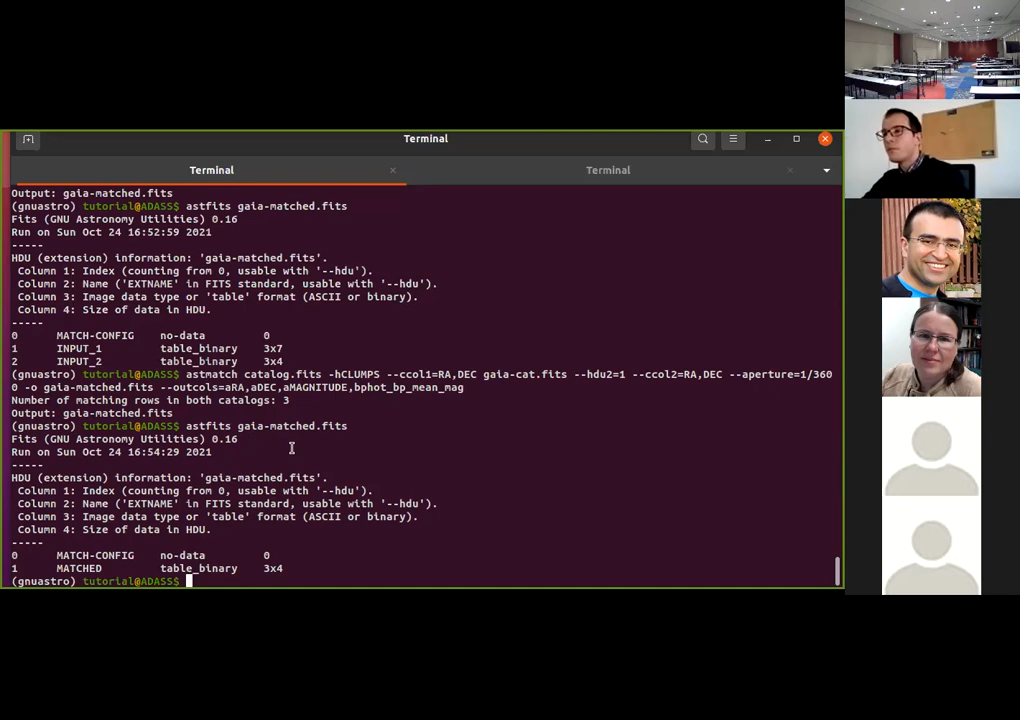 Terminal
Terminal
Terminal
Output: gaia-matched.fits
(gnuastro) tutorial@ADASS$ astfits gaia-matched.fits
Fits (GNU Astronomy Utilities) 0.16
Run on Sun Oct 24 16:52:59 2021
-----
HDU (extension) information: 'gaia-matched.fits'.
Column 1: Index (counting from 0, usable with '--hdu').
Column 2: Name ('EXTNAME' in FITS standard, usable with '--hdu').
Column 3: Image data type or 'table' format (ASCII or binary).
Column 4: Size of data in HDU.
-----
0 MATCH-CONFIG no-data 0
1 INPUT_1 table_binary 3x7
2 INPUT_2 table_binary 3x4
(gnuastro) tutorial@ADASS$ astmatch catalog.fits -hCLUMPS --ccol1=RA,DEC gaia-cat.fits --hdu2=1 --ccol2=RA,DEC --aperture=1/360
0 -o gaia-matched.fits --outcols=aRA,aDEC,aMAGNITUDE,bphot_bp_mean_mag
Number of matching rows in both catalogs: 3
Output: gaia-matched.fits
(gnuastro) tutorial@ADASS$ astfits gaia-matched.fits
Fits (GNU Astronomy Utilities) 0.16
Run on Sun Oct 24 16:54:29 2021
-----
HDU (extension) information: 'gaia-matched.fits'.
Column 1: Index (counting from 0, usable with '--hdu').
Column 2: Name ('EXTNAME' in FITS standard, usable with '--hdu').
Column 3: Image data type or 'table' format (ASCII or binary).
Column 4: Size of data in HDU.
-----
0 MATCH-CONFIG no-data 0
1 MATCHED table_binary 3x4
(gnuastro) tutorial@ADASS$